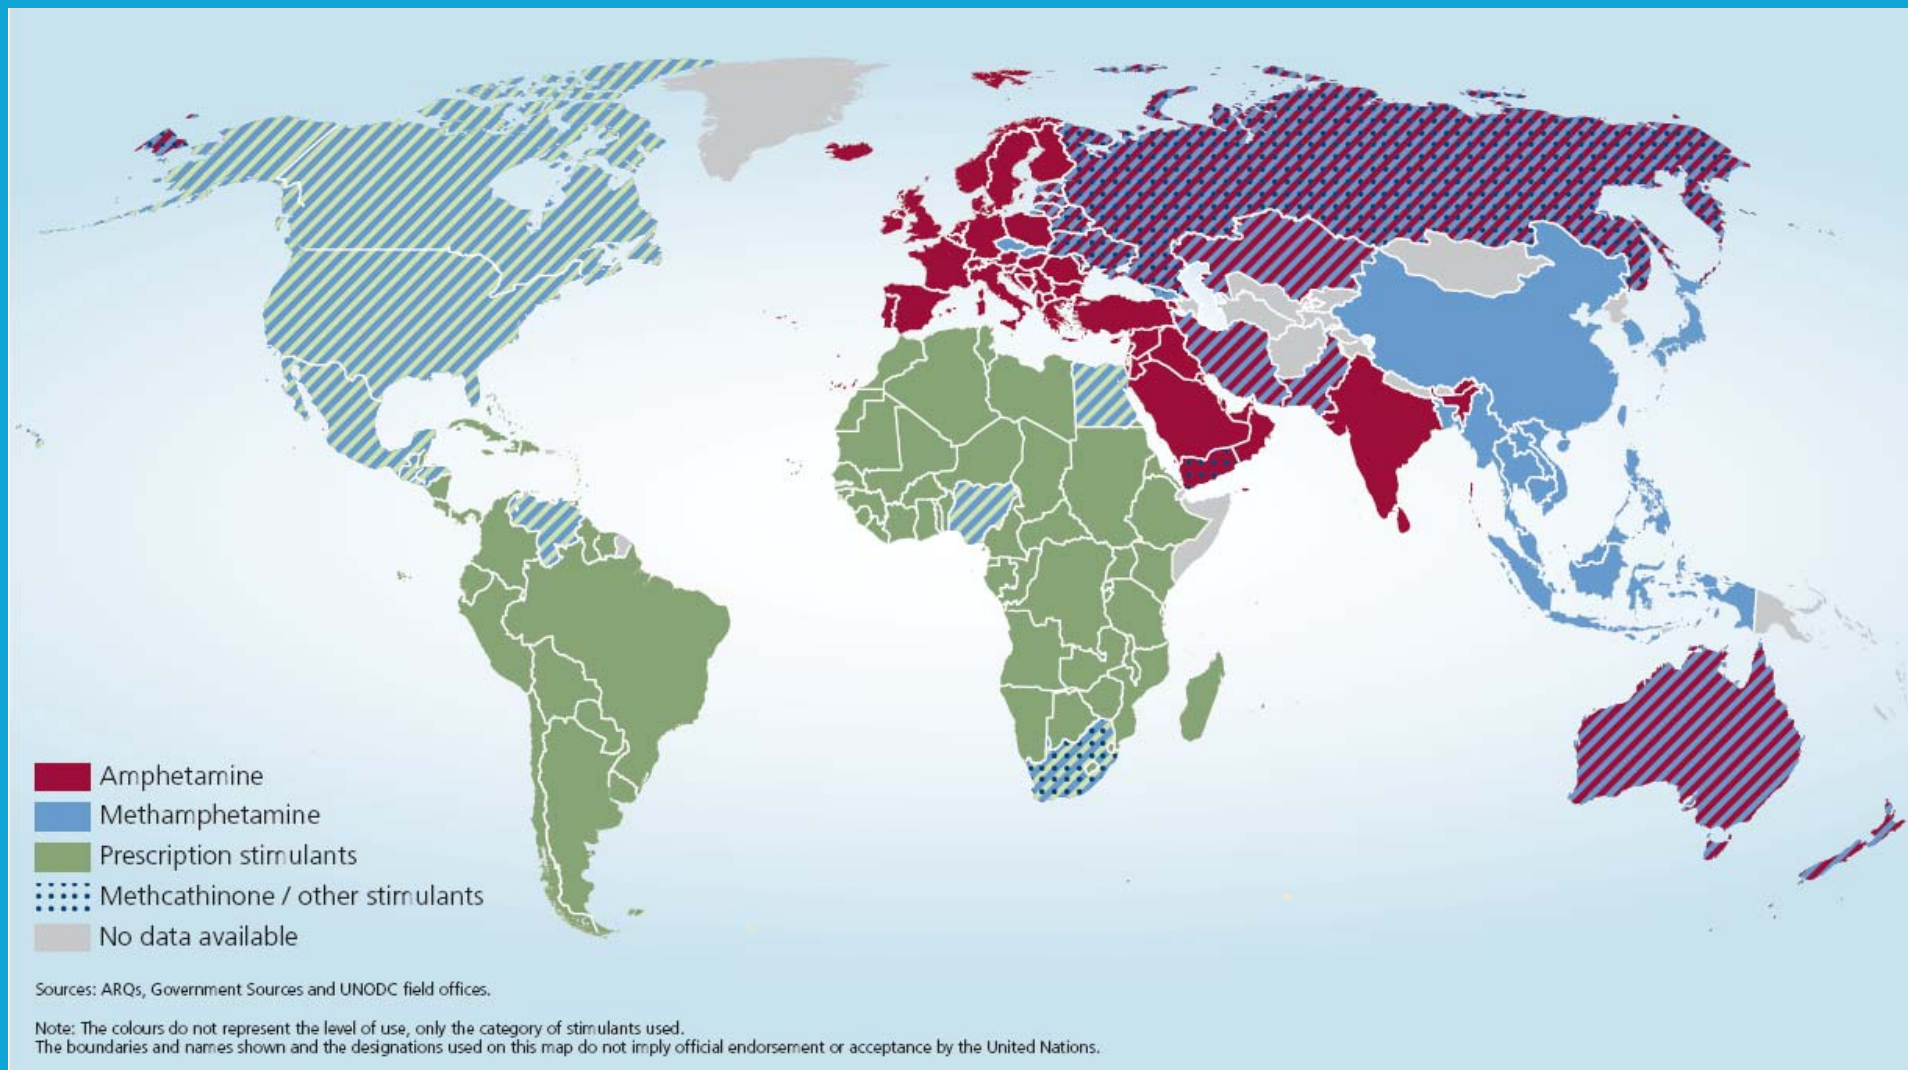 Amphetamine
Methamphetamine
Prescription stimulants
Methcathinone / other stimulants
No data available
Sources: ARQs, Government Sources and UNODC field offices.
Note: The colours do not represent the level of use, only the category of stimulants used.
The boundaries and names shown and the designations used on this map do not imply official endorsement or acceptance by the United Nations.